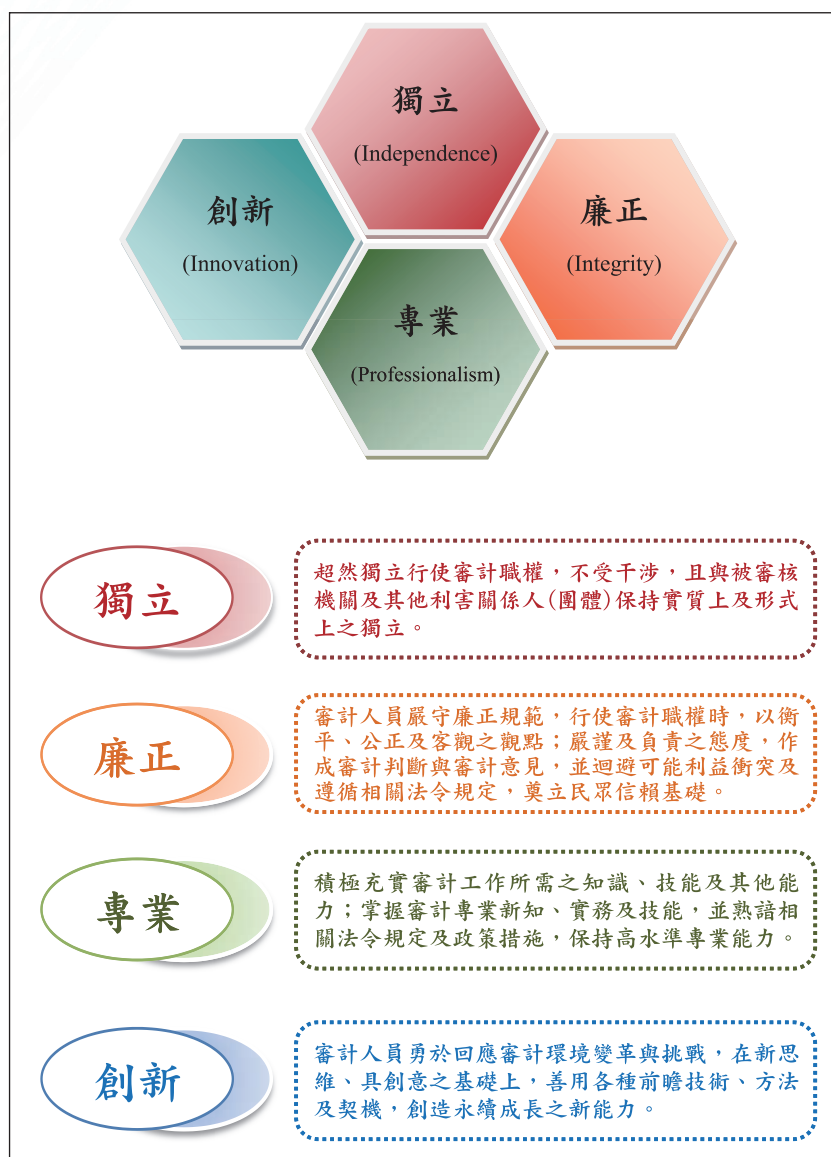 獨立
(Independence)
創新
(Innovation)
廉正
(Integrity)
專業
(Professionalism)
獨立
超然獨立行使審計職權，不受干涉，且與被審核
機關及其他利害關係人(團體)保持實質上及形式
上之獨立。
廉正
審計人員嚴守廉正規範，行使審計職權時，以衡
平、公正及客觀之觀點；嚴謹及負責之態度，作
成審計判斷與審計意見，並迴避可能利益衝突及
遵循相關法令規定，奠立民眾信賴基礎。
專業
積極充實審計工作所需之知識、技能及其他能
力；掌握審計專業新知、實務及技能，並熟諳相
關法令規定及政策措施，保持高水準專業能力。
創新
審計人員勇於回應審計環境變革與挑戰，在新思
維、具創意之基礎上，善用各種前瞻技術、方法
及契機，創造永續成長之新能力。